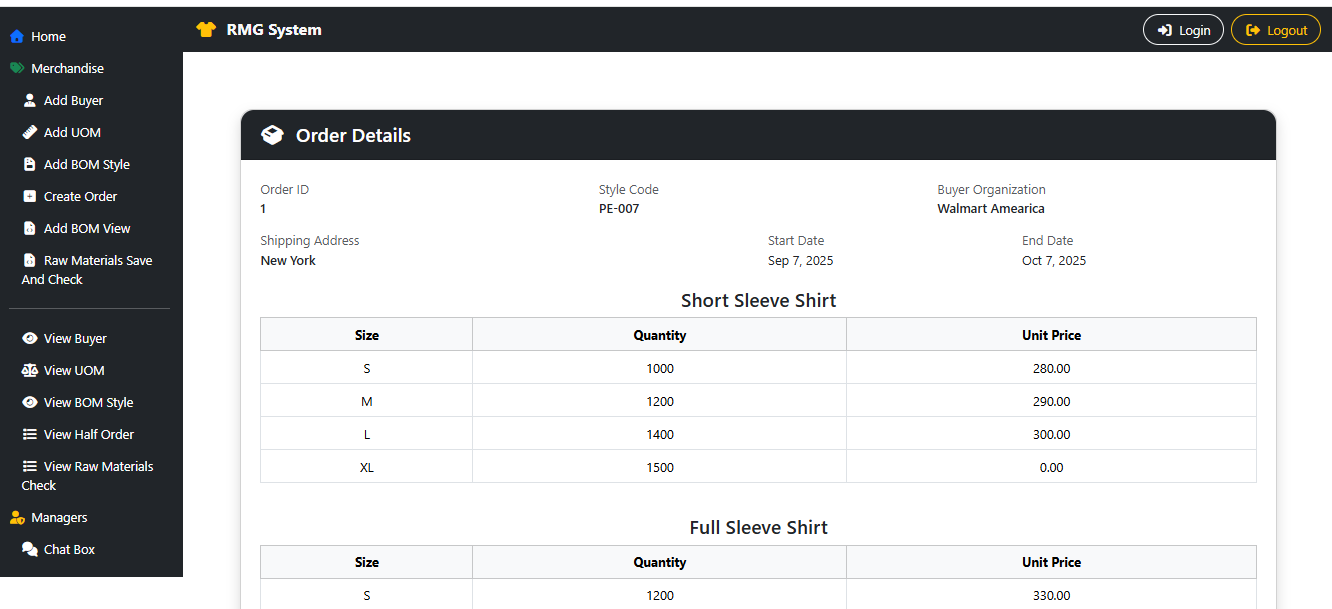 Home
Merchandise
Add Buyer
Add UOM
Add BOM Style
Create Order
Add BOM View
Raw Materials Save
And Check
View Buyer
View UOM
View BOM Style
View Half Order
View Raw Materials
Check
Managers
Chat Box
RMG System
Login
Logout
Order Details
Order ID
1
Style Code
PE-007
Buyer Organization
Walmart Amearica
Shipping Address
New York
Start Date
Sep 7, 2025
End Date
Oct 7, 2025
Short Sleeve Shirt
Size Quantity Unit Price
S 1000 280.00
M 1200 290.00
L 1400 300.00
XL 1500 0.00
Full Sleeve Shirt
Size Quantity Unit Price
S 1200 330.00